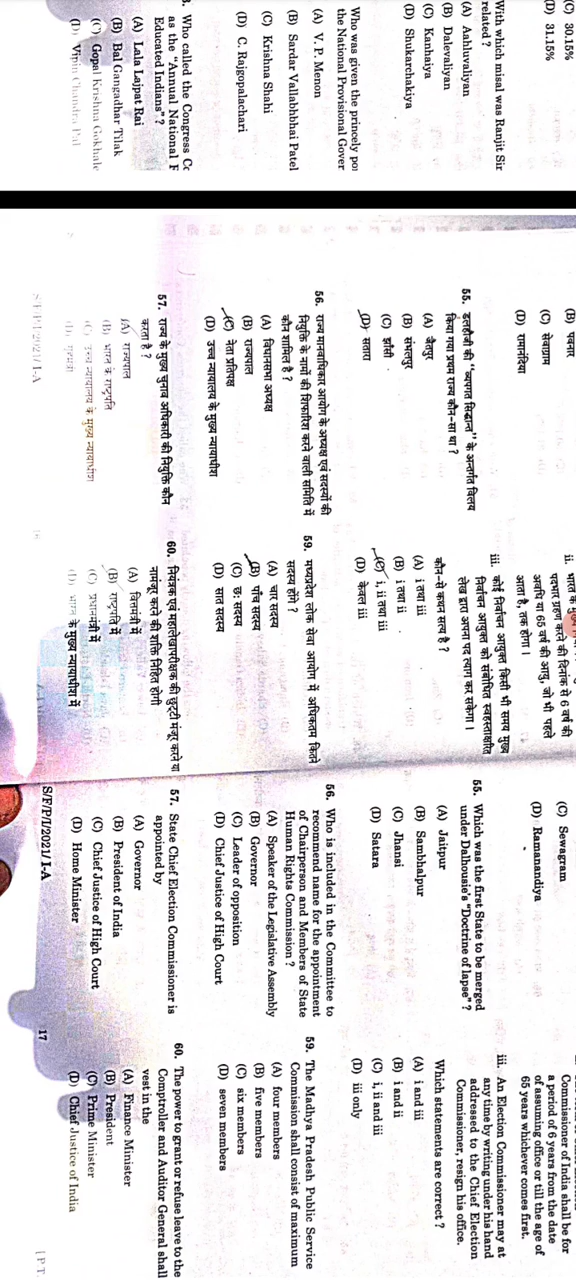 (C) 30.15%
(D) 31.15%
With which misal was Ranjit Sin
related ?
(A) Aahluvaliyan
(B) Dalevaliyan
(C) Kanhaiya
(D) Shukarchakiya
Who was given the princely po
the National Provisional Gover
(A) V. P. Menon
(B) Sardar Vallabhbhai Patel
(C) Krishna Shahi
(D) C. Rajgopalachari
3. Who called the Congress Co
as the "Annual National F
Educated Indians" ?
(A) Lala Lajpat Rai
(B) Bal Gangadhar Tilak
(C) Gopal Krishna Gokhale
(D) Vipin Chandra Pal
(B) पवनार
(C) सेवाग्राम
(D) रामनंदिया
55. डलहौजी की "व्यपगत सिद्धान्त" के अन्तर्गत विलय
किया गया प्रथम राज्य कौन-सा था ?
(A) जैतपुर
(B) संभलपुर
(C) झाँसी
(D) सतारा
56. राज्य मानवाधिकार आयोग के अध्यक्ष एवं सदस्यों की
नियुक्ति के नामों की सिफारिश करने वाली समिति में
कौन शामिल है ?
(A) विधानसभा अध्यक्ष
(B) राज्यपाल
(C) नेता प्रतिपक्ष
(D) उच्च न्यायालय के मुख्य न्यायाधीश
57. राज्य के मुख्य चुनाव अधिकारी की नियुक्ति कौन
करता है ?
(A) राज्यपाल
(B) भारत के राष्ट्रपति
(C) उच्च न्यायालय के मुख्य न्यायाधीश
(D) गृहमंत्री
S/F/P/I/2021/ I-A
ii. भारत के मुख्य
पदभार ग्रहण करने की दिनांक से 6 वर्ष की
अवधि या 65 वर्ष की आयु, जो भी पहले
आता है, तक होगा ।
iii. कोई निर्वाचन आयुक्त किसी भी समय मुख्य
निर्वाचन आयुक्त को संबोधित स्वहस्ताक्षरित
लेख द्वारा अपना पद त्याग कर सकेगा ।
कौन-से कथन सत्य है ?
(A) i तथा iii
(B) i तथा ii
(C) i, ii तथा iii
(D) केवल iii
59. मध्यप्रदेश लोक सेवा आयोग में अधिकतम कितने
सदस्य होंगे ?
(A) चार सदस्य
(B) पाँच सदस्य
(C) छः सदस्य
(D) सात सदस्य
60. नियंत्रक एवं महालेखापरीक्षक की छुट्टी मंजूर करने या
नामंजूर करने की शक्ति निहित होगी
(A) वित्तमंत्री में
(B) राष्ट्रपति में
(C) प्रधानमंत्री में
(D) भारत के मुख्य न्यायाधीश में
(C) Sewagram
(D) Ramanandiya
55. Which was the first State to be merged
under Dalhousie's "Doctrine of lapse" ?
(A) Jaitpur
(B) Sambhalpur
(C) Jhansi
(D) Satara
56. Who is included in the Committee to
recommend name for the appointment
of Chairperson and Members of State
Human Rights Commission ?
(A) Speaker of the Legislative Assembly
(B) Governor
(C) Leader of opposition
(D) Chief Justice of High Court
57. State Chief Election Commissioner is
appointed by
(A) Governor
(B) President of India
(C) Chief Justice of High Court
(D) Home Minister
S/F/P/I/2021/ I-A
Commissioner of India shall be for
a period of 6 years from the date
of assuming office or till the age of
65 years whichever comes first.
iii. An Election Commissioner may at
any time by writing under his hand
addressed to the Chief Election
Commissioner, resign his office.
Which statements are correct ?
(A) i and iii
(B) i and ii
(C) i, ii and iii
(D) iii only
59. The Madhya Pradesh Public Service
Commission shall consist of maximum
(A) four members
(B) five members
(C) six members
(D) seven members
60. The power to grant or refuse leave to the
Comptroller and Auditor General shall
vest in the
(A) Finance Minister
(B) President
(C) Prime Minister
(D) Chief Justice of India
17
[ P T